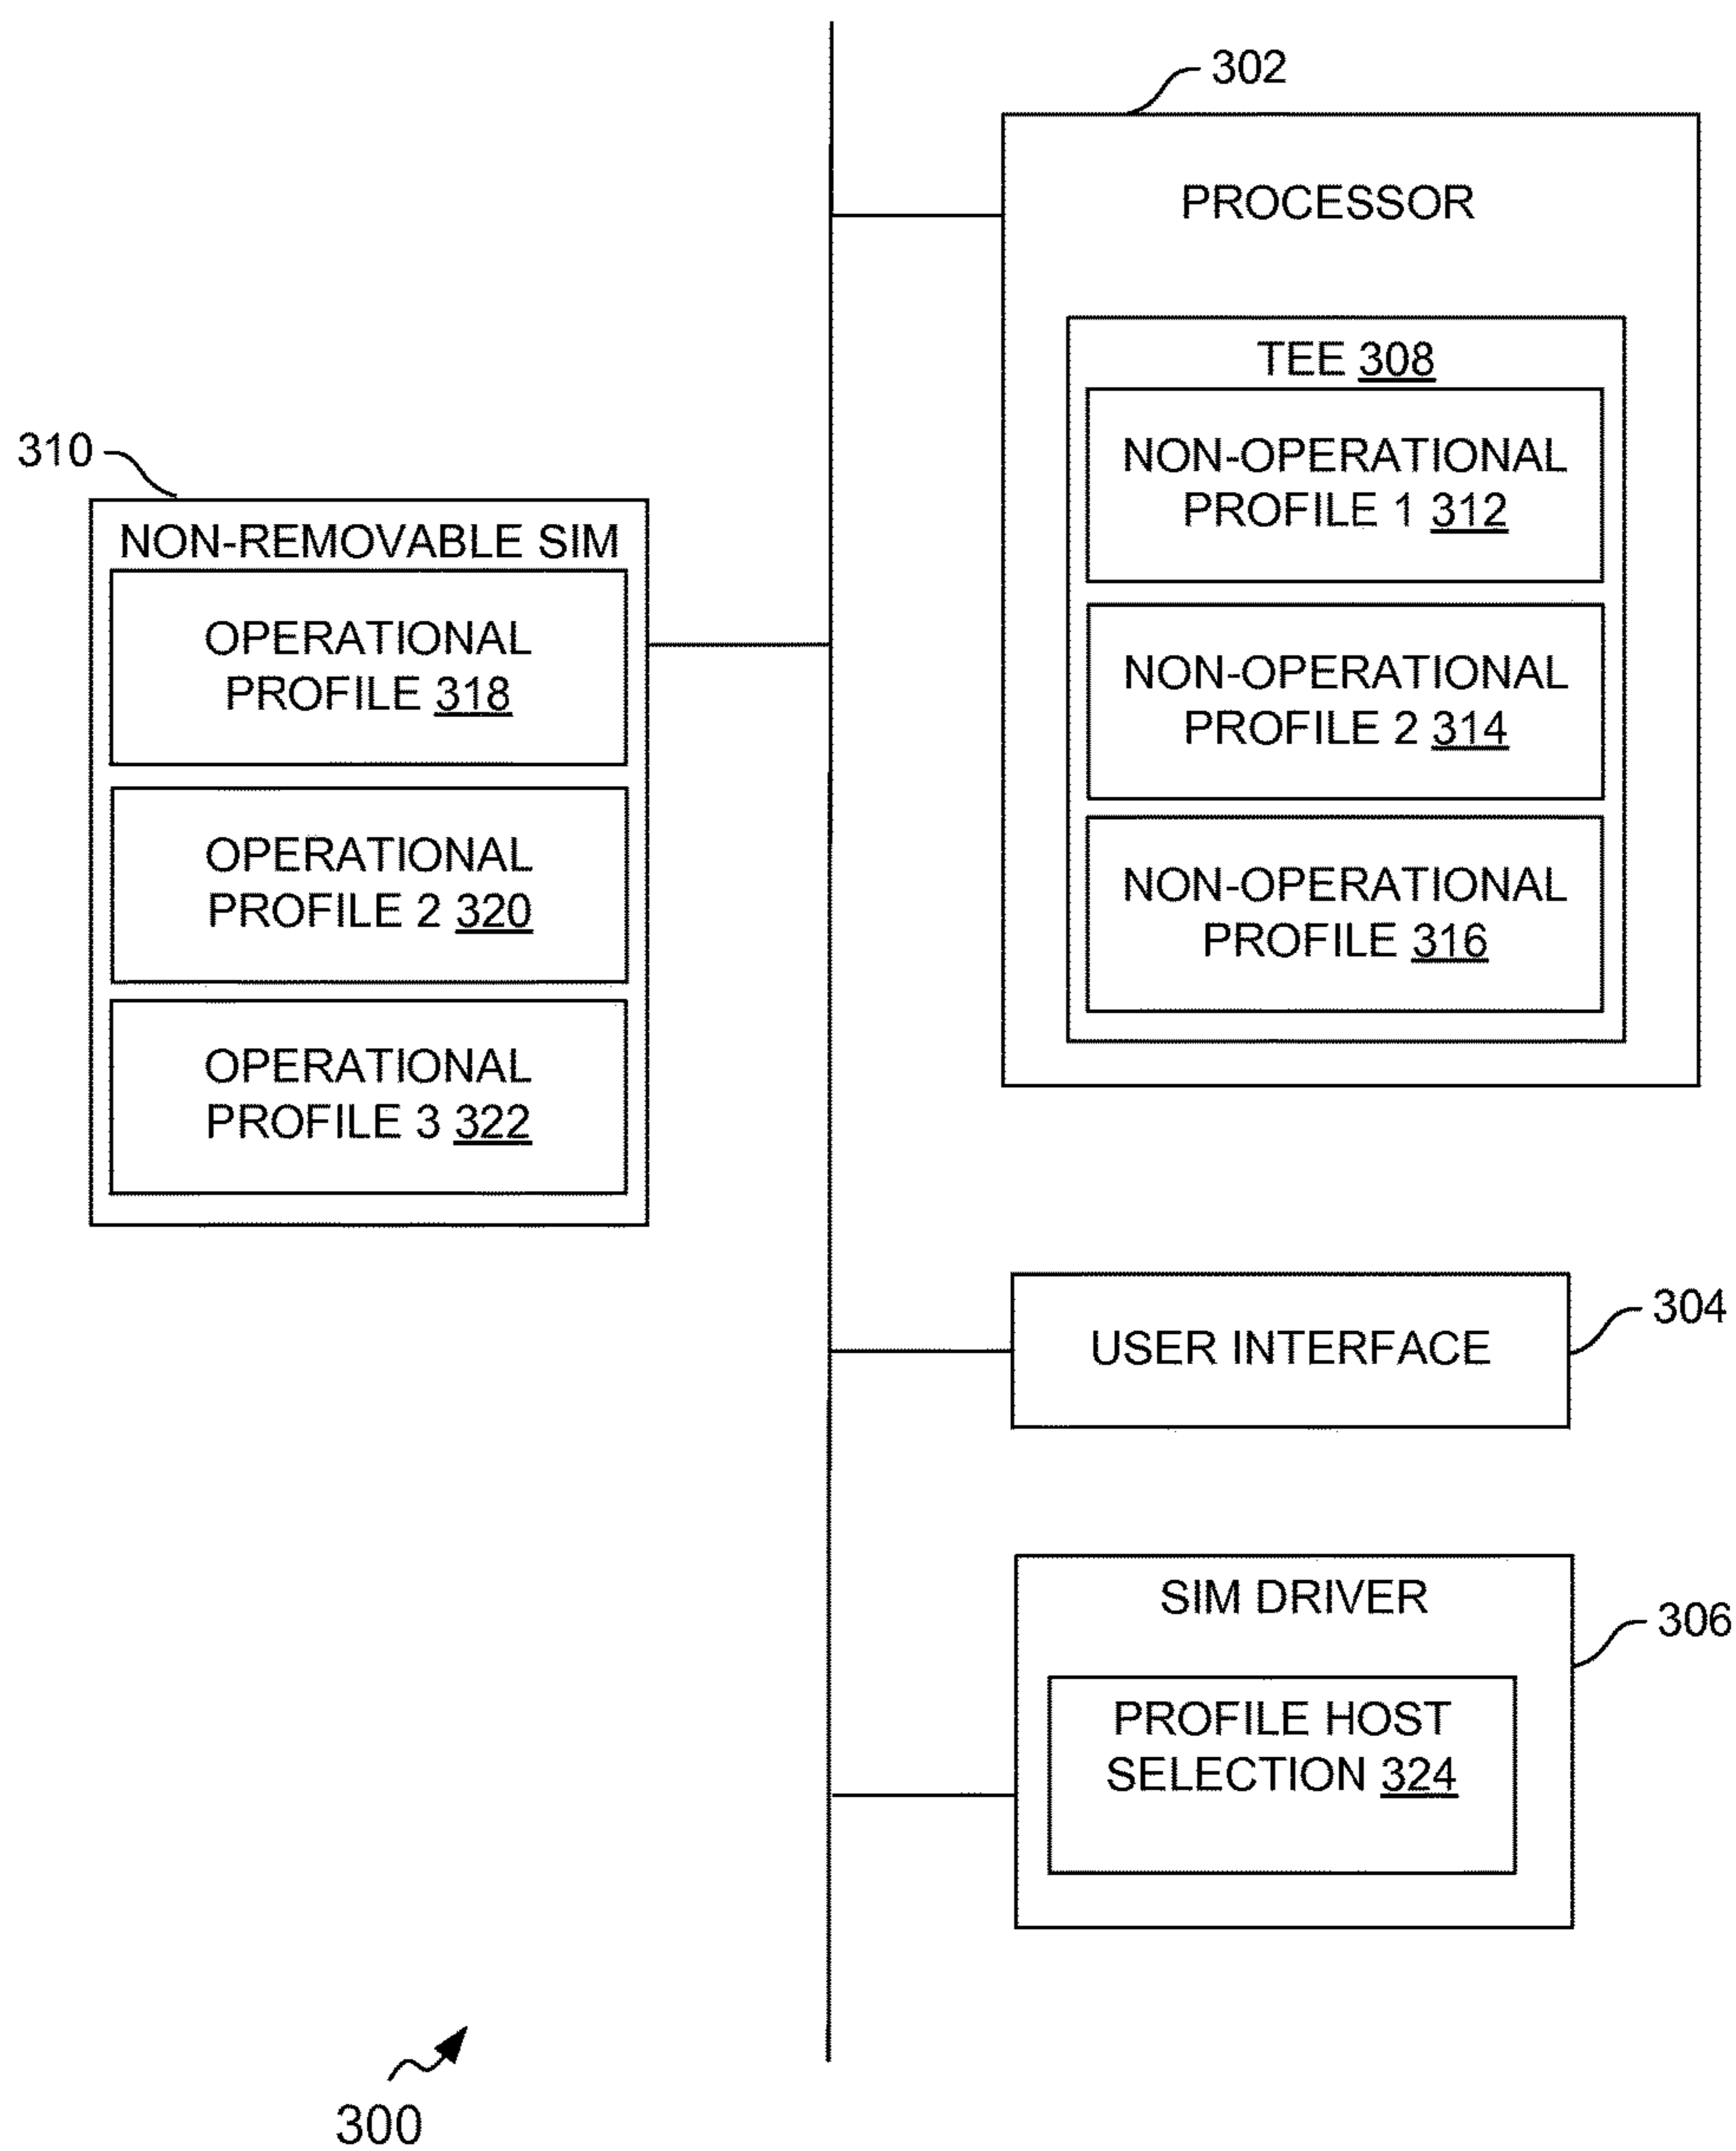 302
PROCESSOR
TEE 308
NON-OPERATIONAL
PROFILE 1 312
NON-OPERATIONAL
PROFILE 2 314
NON-OPERATIONAL
PROFILE 316
310
NON-REMOVABLE SIM
OPERATIONAL
PROFILE 318
OPERATIONAL
PROFILE 2 320
OPERATIONAL
PROFILE 3 322
USER INTERFACE
304
SIM DRIVER
306
PROFILE HOST
SELECTION 324
300